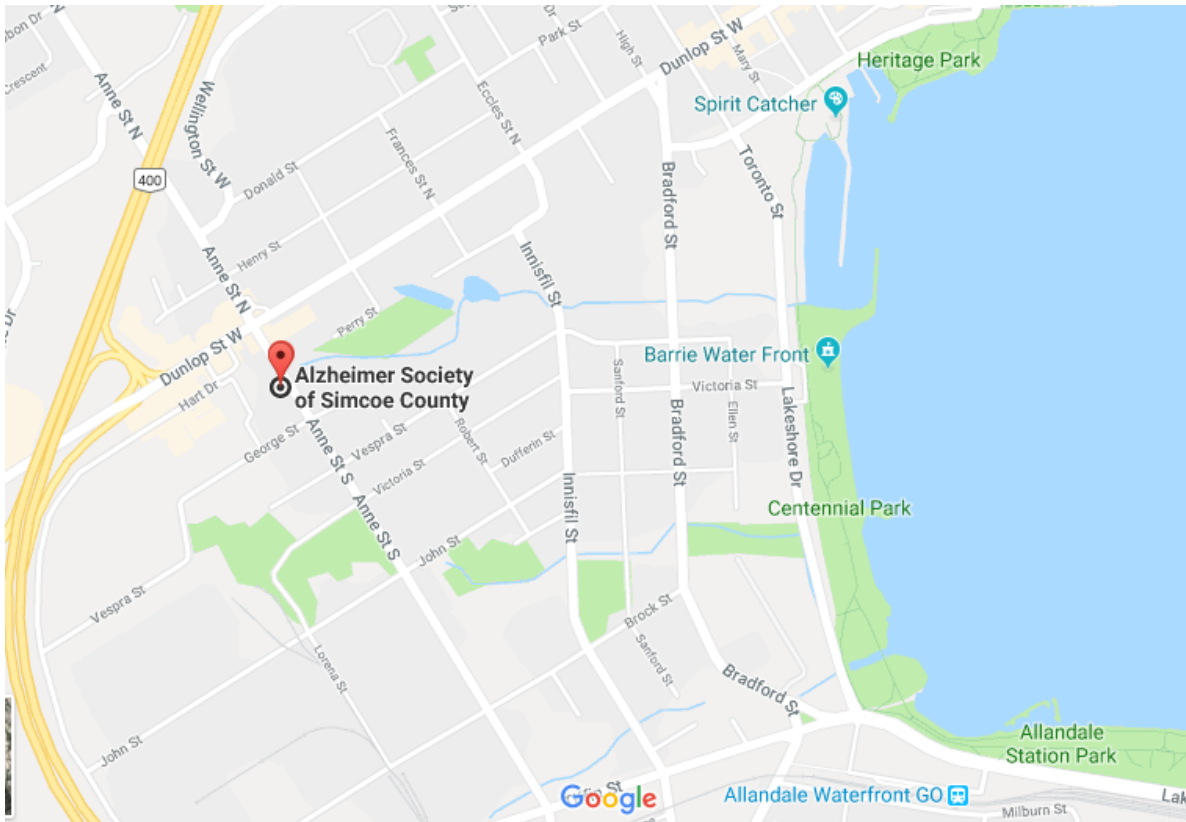 Park St
High St
Dunlop St W
Mary St
Heritage Park
Anne St N
Crescent
Wellington St W
Eccles St N
Spirit Catcher
400
Donald St
Frances St N
Toronto St
Bradford St
Anne St N
Henry St
Innisfil St
Perry St
Dunlop St W
Hart Dr
Alzheimer Society
of Simcoe County
Barrie Water Front
Sanford St
Victoria St
Ellen St
Lakeshore Dr
Bradford St
George St
Anne St S
Vespra St
Robert St
Dufferin St
Victoria St
Innisfil St
Anne St S
Centennial Park
John St
Vespra St
Brock St
Lorena St
Sanford St
Bradford St
John St
Allandale
Station Park
Google
Allandale Waterfront GO
Milburn St
Lak